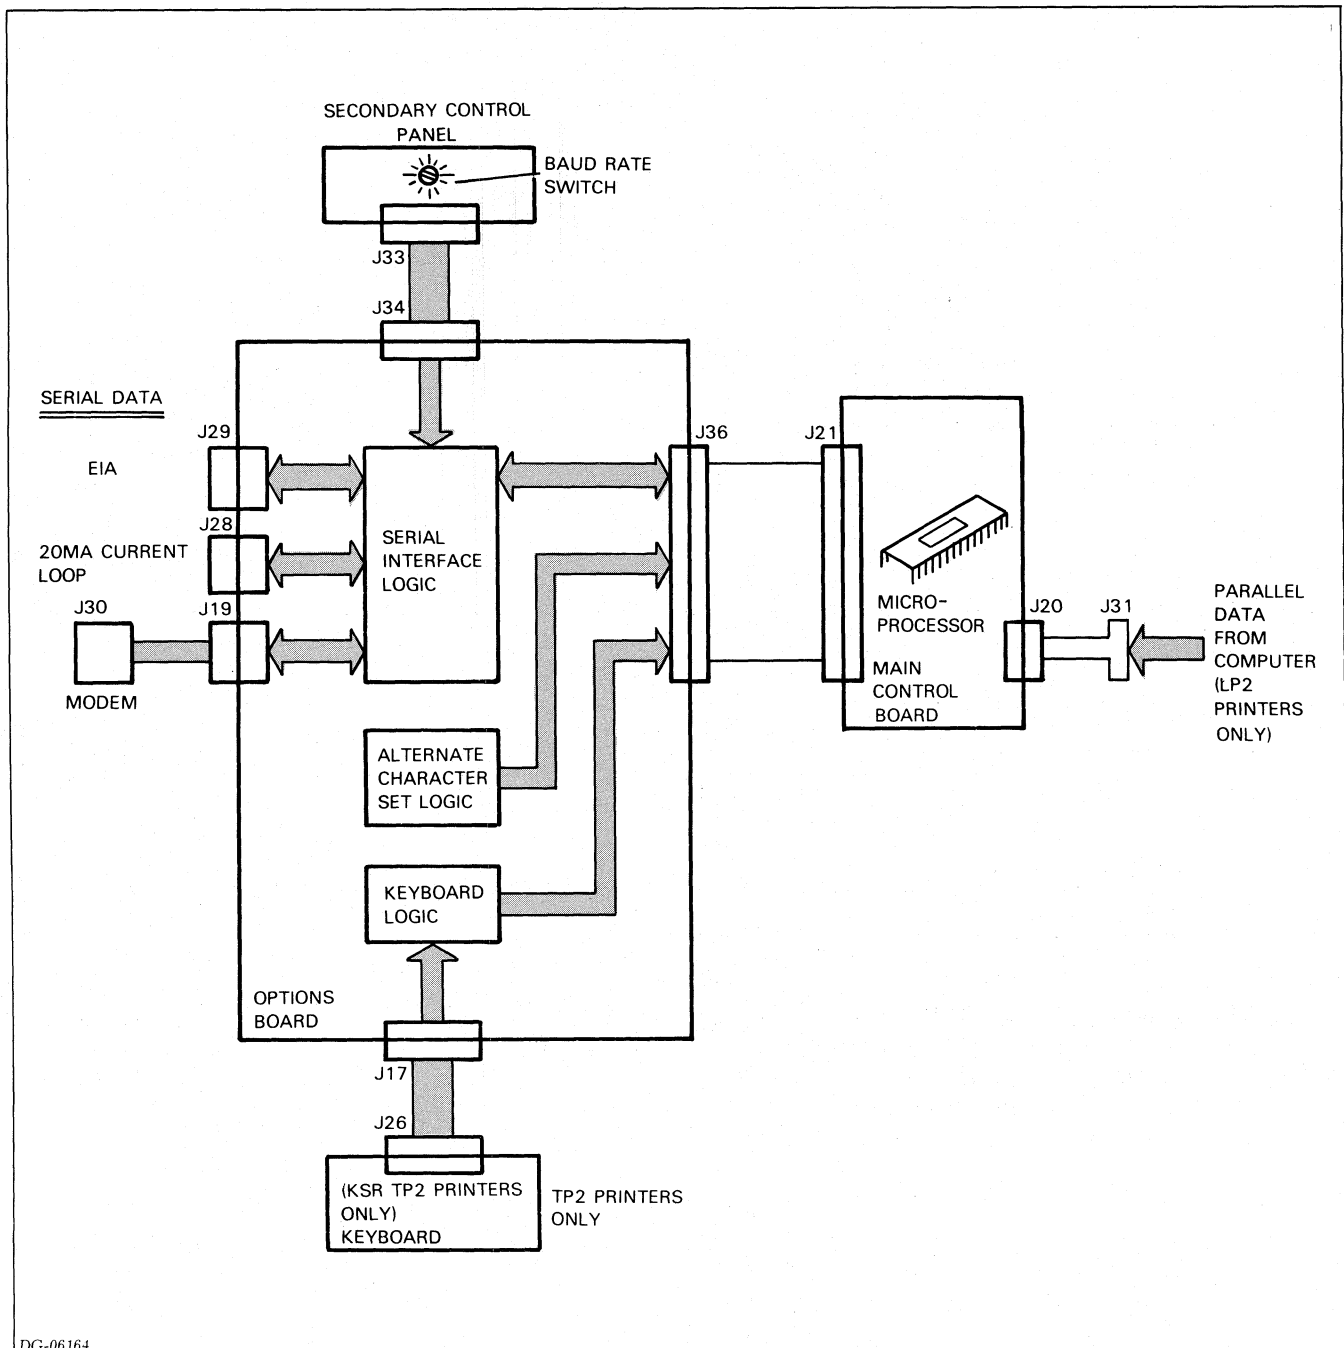 SECONDARY CONTROL
PANEL
BAUD RATE
SWITCH
J33
J34
SERIAL DATA
J29
J36
J21
EIA
J28
20MA CURRENT
LOOP
SERIAL
INTERFACE
LOGIC
J30
J19
MODEM
MICRO-
PROCESSOR
MAIN
CONTROL
BOARD
J20
J31
PARALLEL
DATA
FROM
COMPUTER
(LP2
PRINTERS
ONLY)
ALTERNATE
CHARACTER
SET LOGIC
KEYBOARD
LOGIC
OPTIONS
BOARD
J17
J26
(KSR TP2 PRINTERS
ONLY)
KEYBOARD
TP2 PRINTERS
ONLY
DG-06164